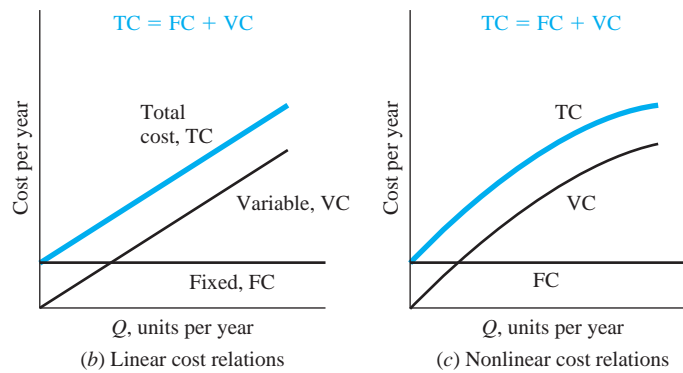 TC = FC + VC
Cost per year
Total
cost, TC
Variable, VC
Fixed, FC
Q, units per year
(b) Linear cost relations
TC = FC + VC
Cost per year
TC
VC
FC
Q, units per year
(c) Nonlinear cost relations